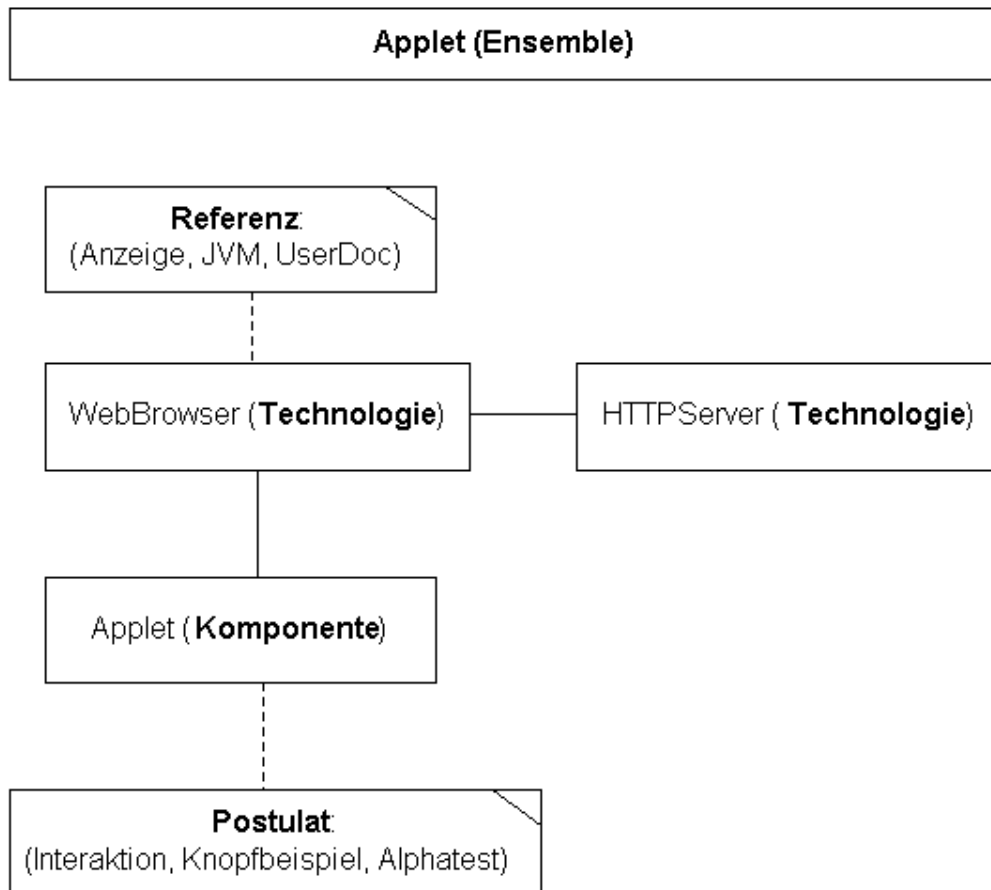 Applet (Ensemble)
Referenz:
(Anzeige, JVM, UserDoc)
WebBrowser (Technologie)
HTTPServer ( Technologie)
Applet (Komponente)
Postulat:
(Interaktion, Knopfbeispiel, Alphatest)